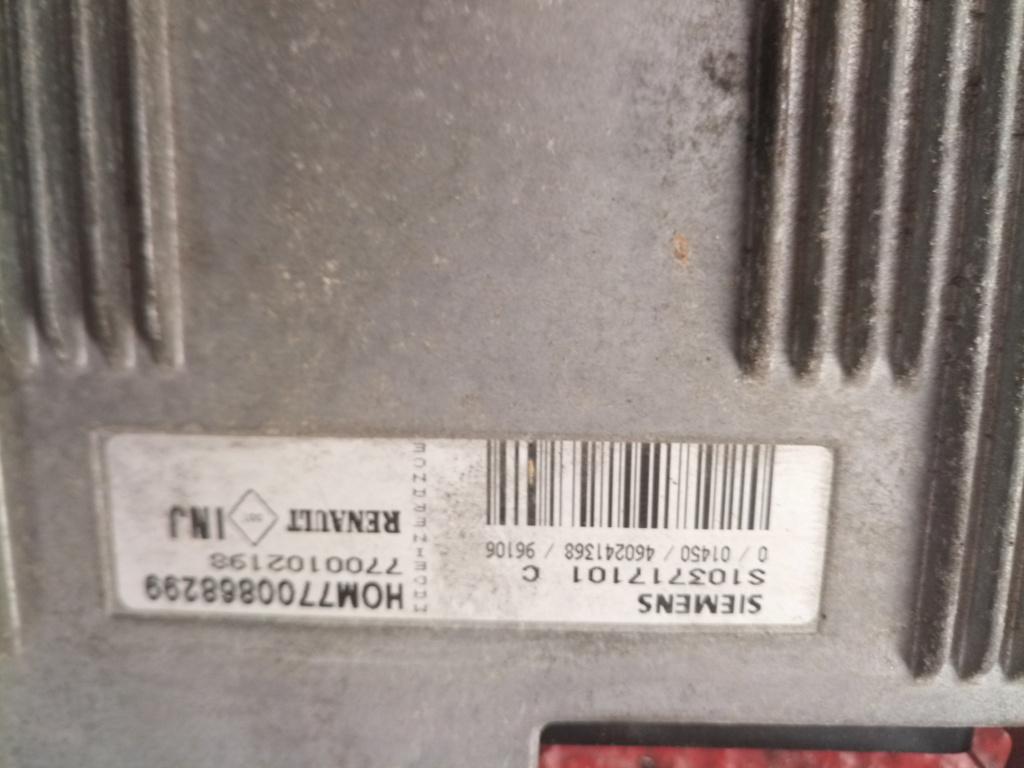 SIEMENS
S103717101 C
0 / 01450 / 460241368 / 96106
HOM7700868299
7700102198
RENAULT INJ